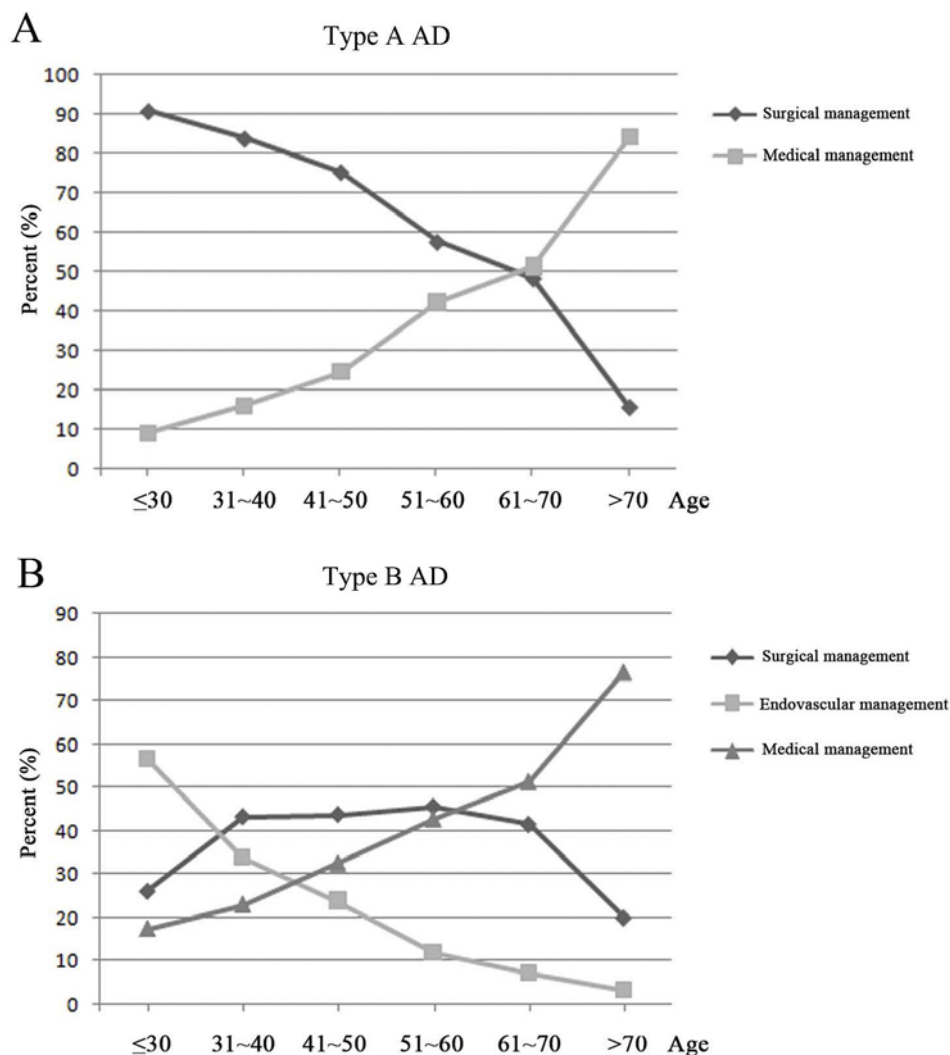 A
Type A AD
100
90
80
70
60
50
40
30
20
10
0
Percent (%)
≤30 31~40 41~50 51~60 61~70 >70 Age
Surgical management
Medical management
B
Type B AD
90
80
70
60
50
40
30
20
10
0
Percent (%)
≤30 31~40 41~50 51~60 61~70 >70 Age
Surgical management
Endovascular management
Medical management